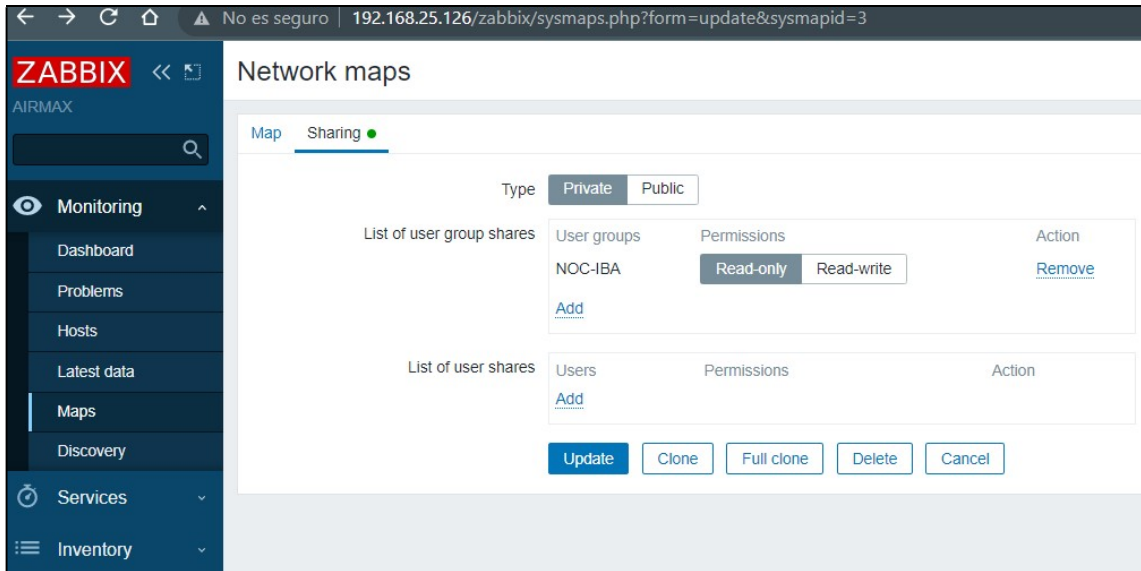 No es seguro | 192.168.25.126/zabbix/sysmaps.php?form=update&sysmapid=3
ZABBIX
AIRMAX
Monitoring
Dashboard
Problems
Hosts
Latest data
Maps
Discovery
Services
Inventory
Network maps
Map Sharing
Type Private Public
List of user group shares User groups Permissions Action
NOC-IBA Read-only Read-write Remove
Add
List of user shares Users Permissions Action
Add
Update Clone Full clone Delete Cancel